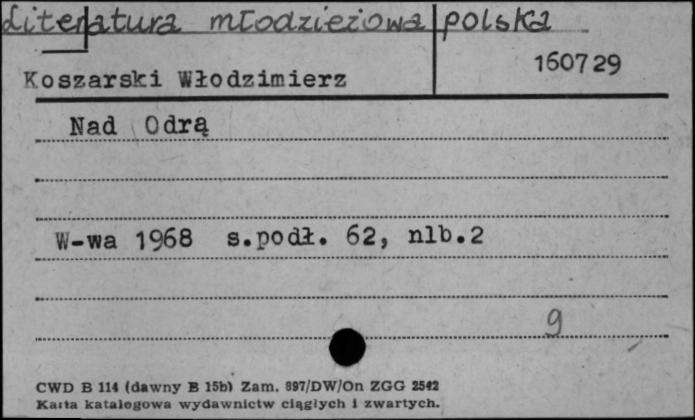 Literatura młodzieżowa polska
Koszarski Włodzimierz
160729
Nad Odrą
W-wa 1968 s.podł. 62, nlb.2
9
CWD B 114 (dawny B 15b) Zam. 897/DW/On ZGG 2542
Karta katalogowa wydawnictw ciągłych i zwartych.